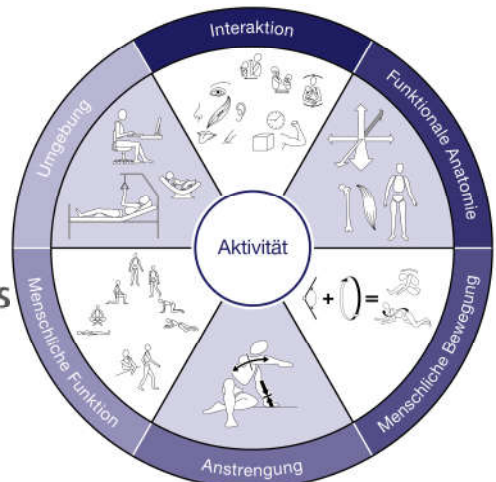 Interaktion
Funktionale Anatomie
Menschliche Bewegung
Anstrengung
Menschliche Funktion
Umgebung
Aktivität
+
=
s